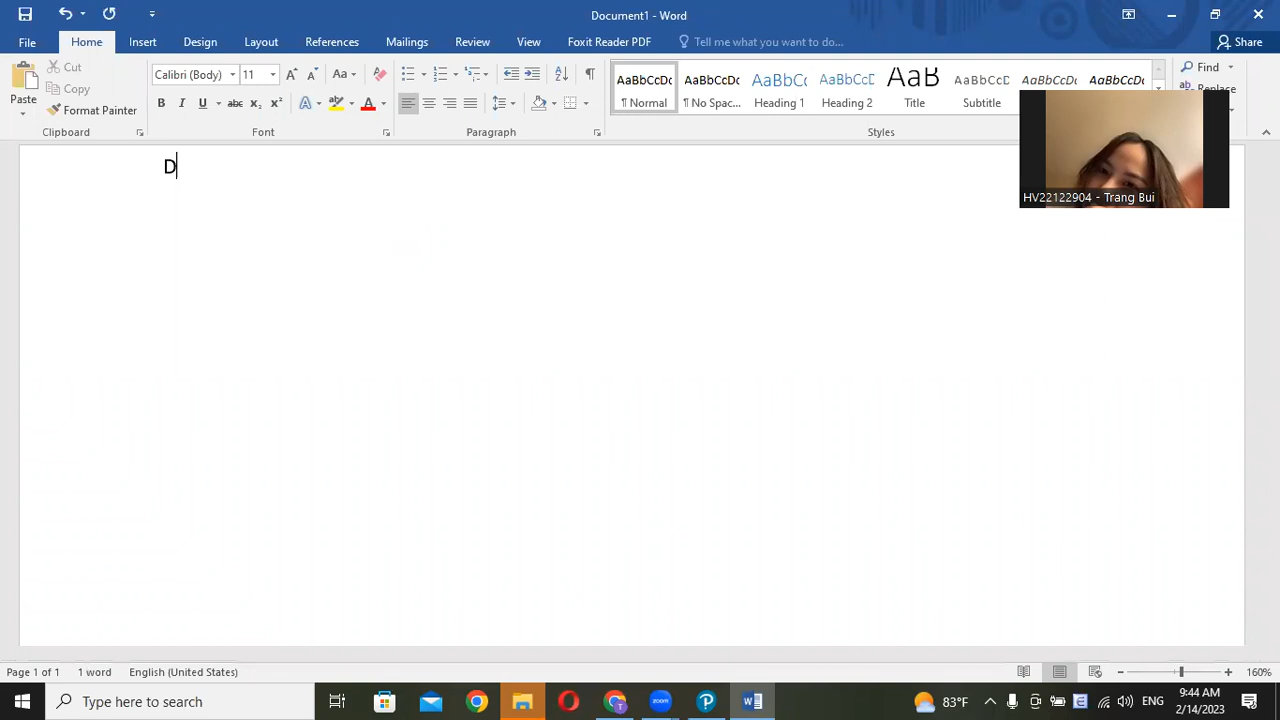 Document1 - Word
File Home Insert Design Layout References Mailings Review View Foxit Reader PDF Tell me what you want to do... Share
Cut
Copy
Format Painter
Paste
Clipboard
Calibri (Body) 11
Font
Paragraph
AaBbCcDc AaBbCcDc AaBbCc AaBbCcD AaB AaBbCcD AaBbCcDc AaBbCcDc
¶ Normal ¶ No Spac... Heading Heading 2 Title Subtitle
Styles
Find
Replace
D
HV22122904 - Trang Bui
Page 1 of 1 1 word English (United States) 160%
Type here to search
zoom
83°F
ENG
9:44 AM
2/14/2023